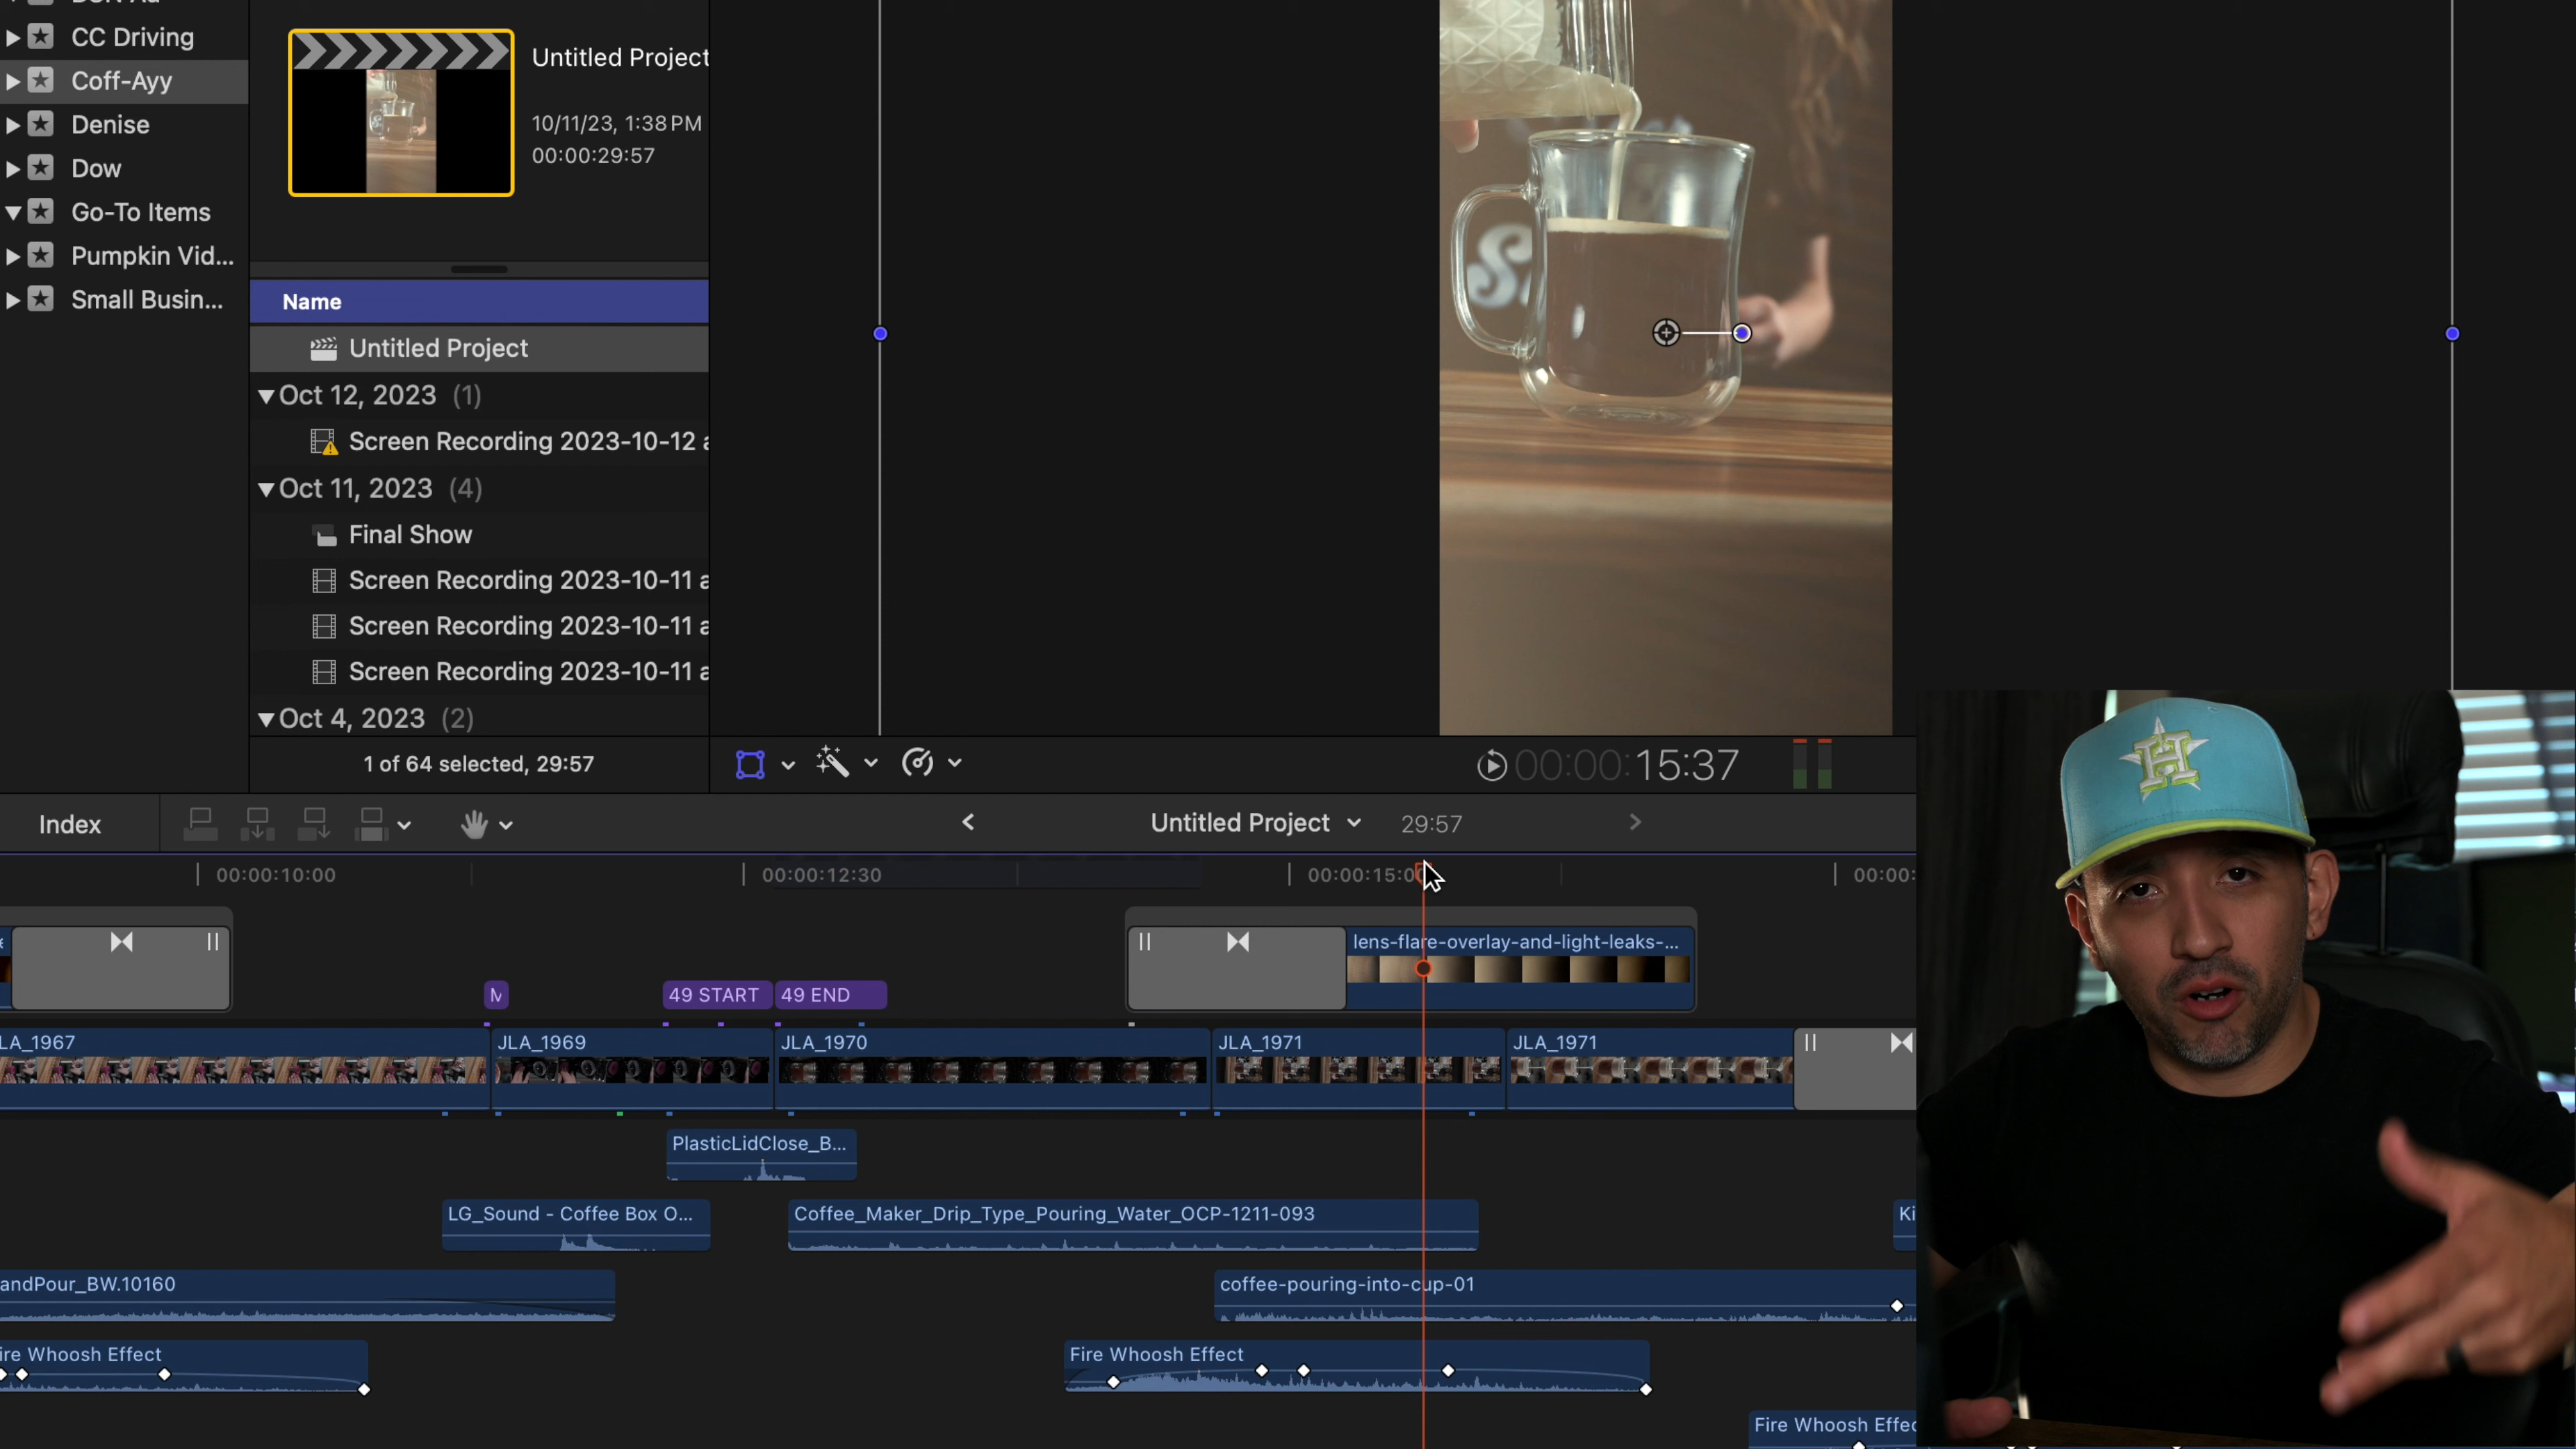 CC Driving
Coff-Ayy
Denise
Dow
Go-To Items
Pumpkin Vid...
Small Busin...
Untitled Project
10/11/23, 1:38 PM
00:00:29:57
Name
Untitled Project
Oct 12, 2023 (1)
Screen Recording 2023-10-12 a
Oct 11, 2023 (4)
Final Show
Screen Recording 2023-10-11 a
Screen Recording 2023-10-11 a
Screen Recording 2023-10-11 a
Oct 4, 2023 (2)
1 of 64 selected, 29:57
00:00:15:37
Index
Untitled Project 29:57
00:00:10:00 00:00:12:30 00:00:15:0 00:00:
lens-flare-overlay-and-light-leaks-...
M 49 START 49 END
LA_1967 JLA_1969 JLA_1970 JLA_1971 JLA_1971
PlasticLidClose_B...
LG_Sound - Coffee Box O... Coffee_Maker_Drip_Type_Pouring_Water_OCP-1211-093 Ki
andPour_BW.10160 coffee-pouring-into-cup-01
ire Whoosh Effect Fire Whoosh Effect
Fire Whoosh Effec
H